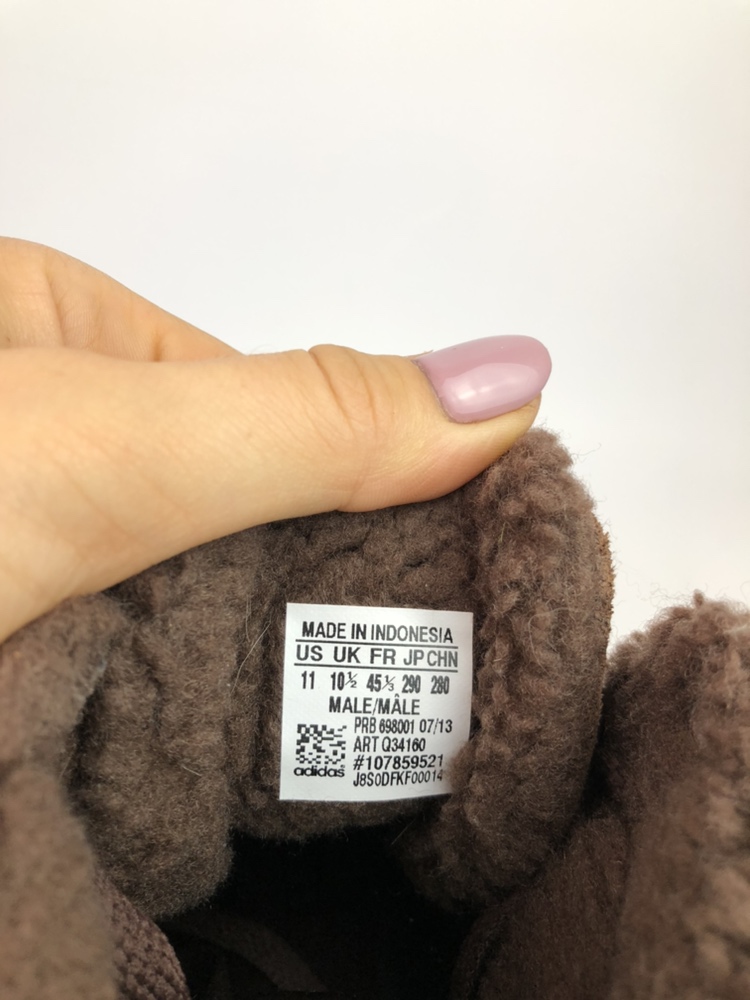 MADE IN INDONESIA
US UK FR JP CHN
11 10½ 45⅓ 290 280
MALE/MÂLE
PRB 698001 07/13
ART Q34160
#107859521
adidas J8S0DFKF00014